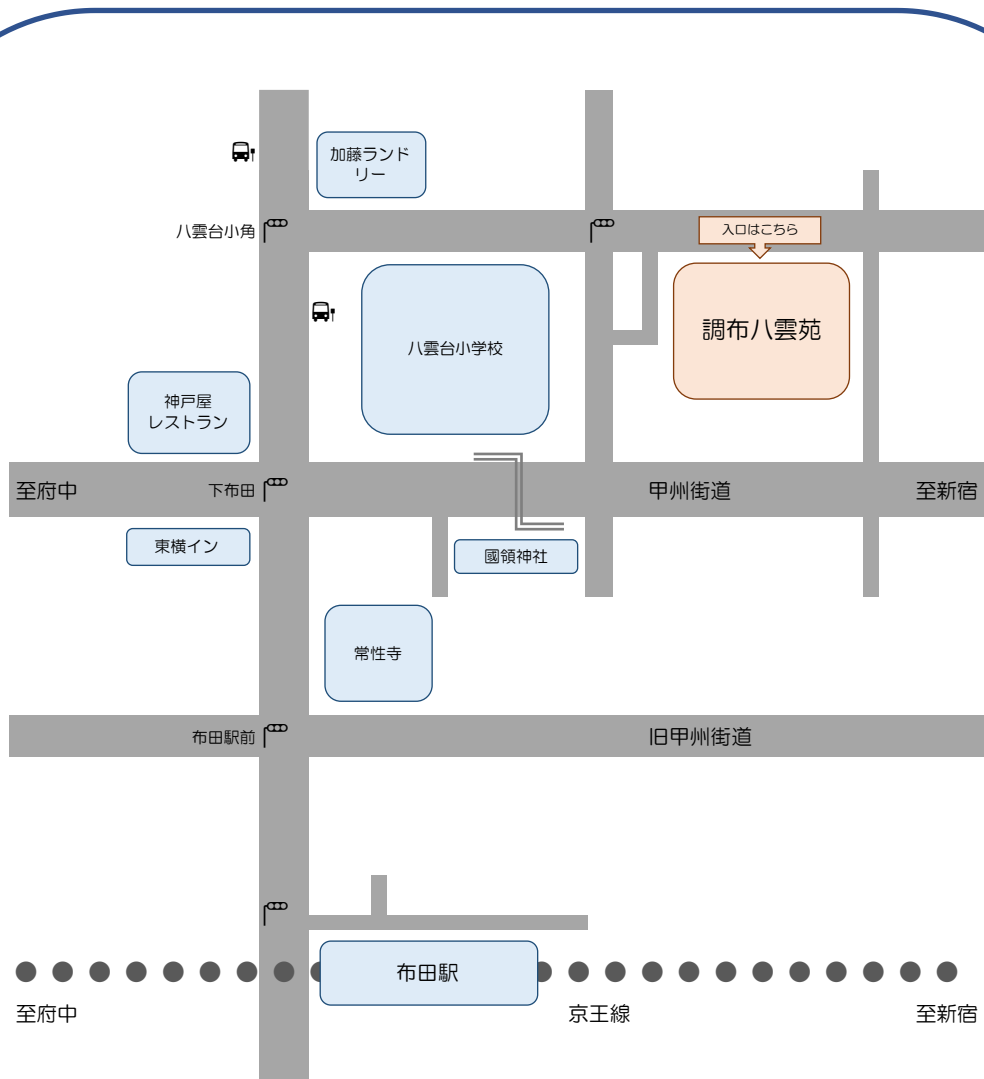 加藤ランド
リー
八雲台小角
入口はこちら
調布八雲苑
八雲台小学校
神戸屋
レストラン
至府中
下布田
甲州街道
至新宿
東横イン
國領神社
常性寺
布田駅前
旧甲州街道
布田駅
至府中
京王線
至新宿